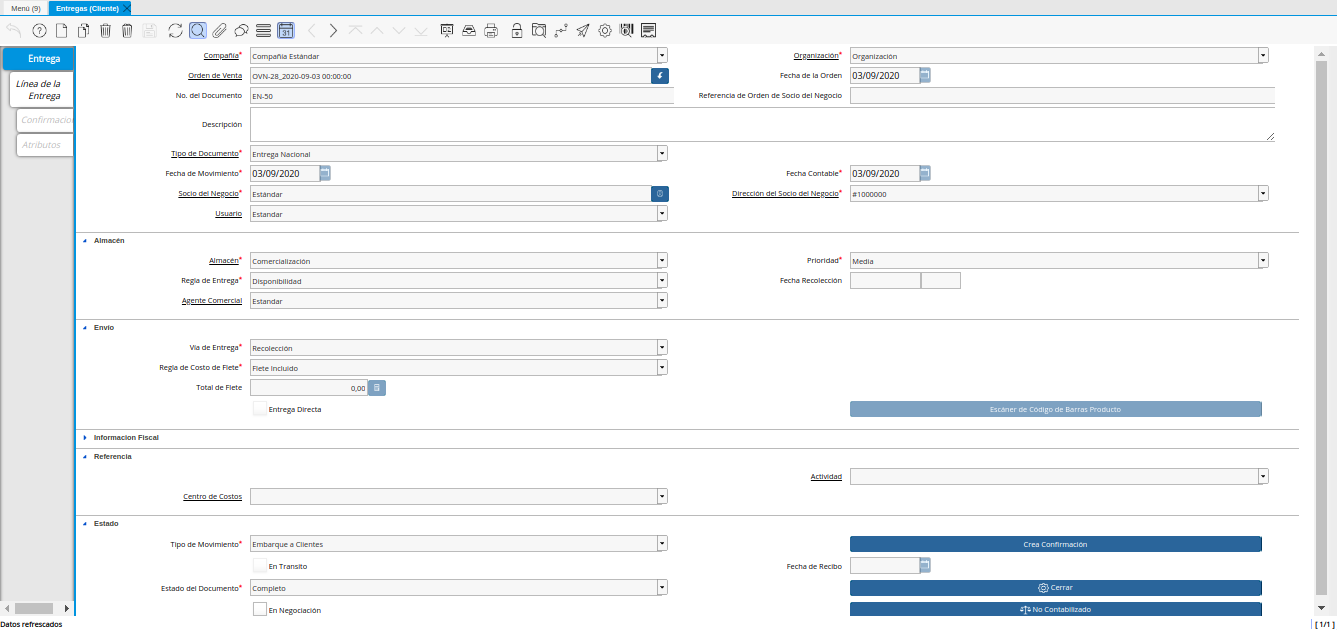 Menú (9) Entregas (Cliente)
31
Entrega
Línea de la
Entrega
Confirmacio
Atributos
Compañía* Compañía Estándar Organización* Organización
Orden de Venta OVN-28_2020-09-03 00:00:00 Fecha de la Orden 03/09/2020
No. del Documento EN-50 Referencia de Orden de Socio del Negocio
Descripción
Tipo de Documento* Entrega Nacional
Fecha de Movimiento* 03/09/2020 Fecha Contable* 03/09/2020
Socio del Negocio* Estándar Dirección del Socio del Negocio* #1000000
Usuario Estandar
Almacén
Almacén* Comercialización Prioridad* Media
Regla de Entrega* Disponibilidad Fecha Recolección
Agente Comercial Estandar
Envío
Vía de Entrega* Recolección
Regla de Costo de Flete* Flete Incluido
Total de Flete 0,00
Entrega Directa Escáner de Código de Barras Producto
Informacion Fiscal
Referencia
Actividad
Centro de Costos
Estado
Tipo de Movimiento* Embarque a Clientes Crea Confirmación
En Transito Fecha de Recibo
Estado del Documento* Completo Cerrar
En Negociación No Contabilizado
Datos refrescados [ 1/1 ]